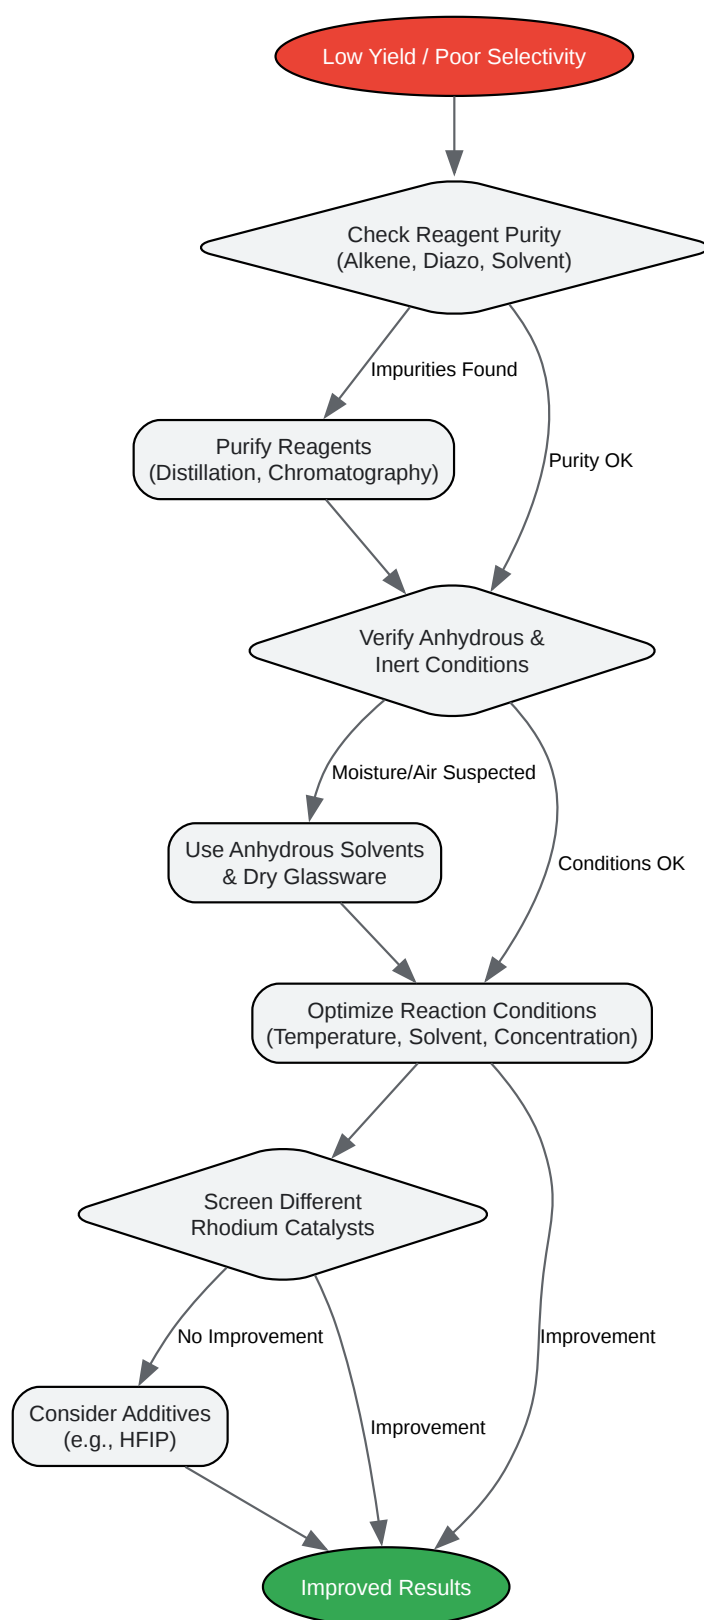 Low Yield / Poor Selectivity
Check Reagent Purity
(Alkene, Diazo, Solvent)
Impurities Found
Purify Reagents
(Distillation, Chromatography)
Purity OK
Verify Anhydrous &
Inert Conditions
Moisture/Air Suspected
Use Anhydrous Solvents
& Dry Glassware
Conditions OK
Optimize Reaction Conditions
(Temperature, Solvent, Concentration)
Screen Different
Rhodium Catalysts
No Improvement
Improvement
Consider Additives
(e.g., HFIP)
Improvement
Improved Results